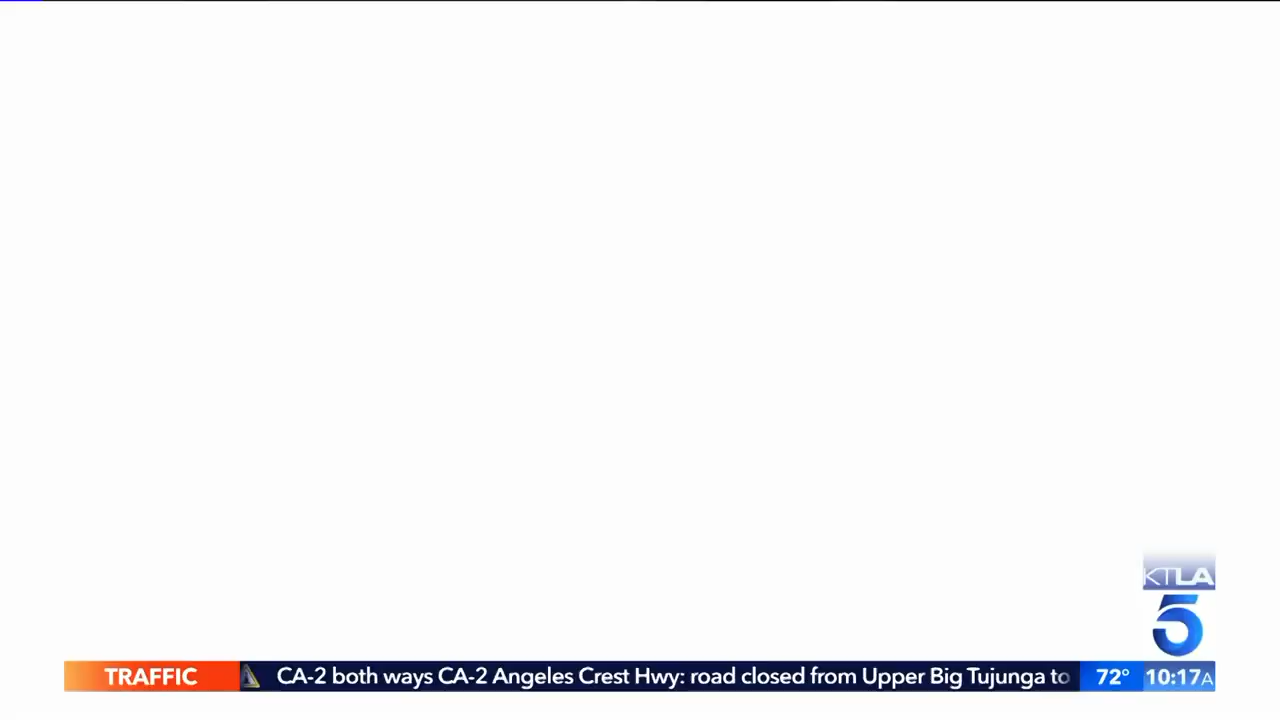 KTLA
5
TRAFFIC CA-2 both ways CA-2 Angeles Crest Hwy: road closed from Upper Big Tujunga to 72° 10:17A